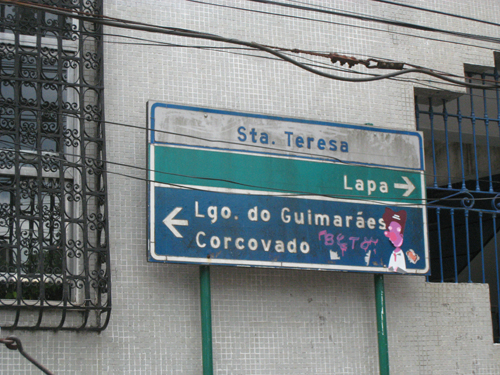 Sta. Teresa
Lapa →
← Lgo. do Guimarães
Corcovado